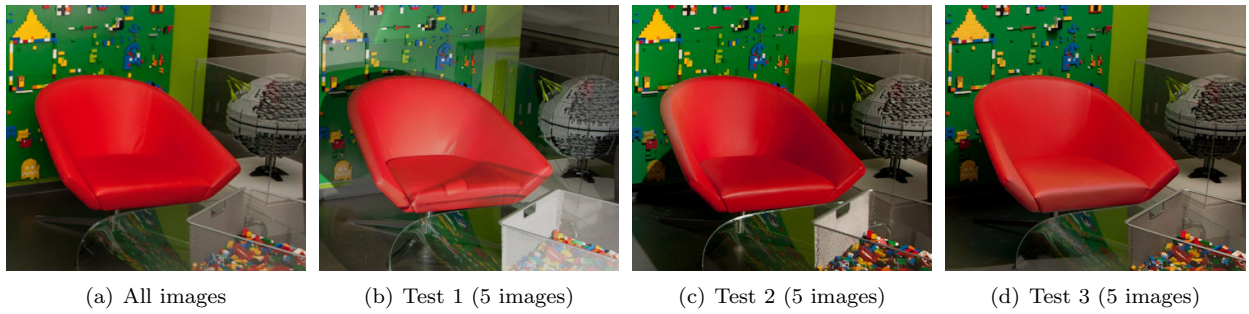 (a) All images
(b) Test 1 (5 images)
(c) Test 2 (5 images)
(d) Test 3 (5 images)